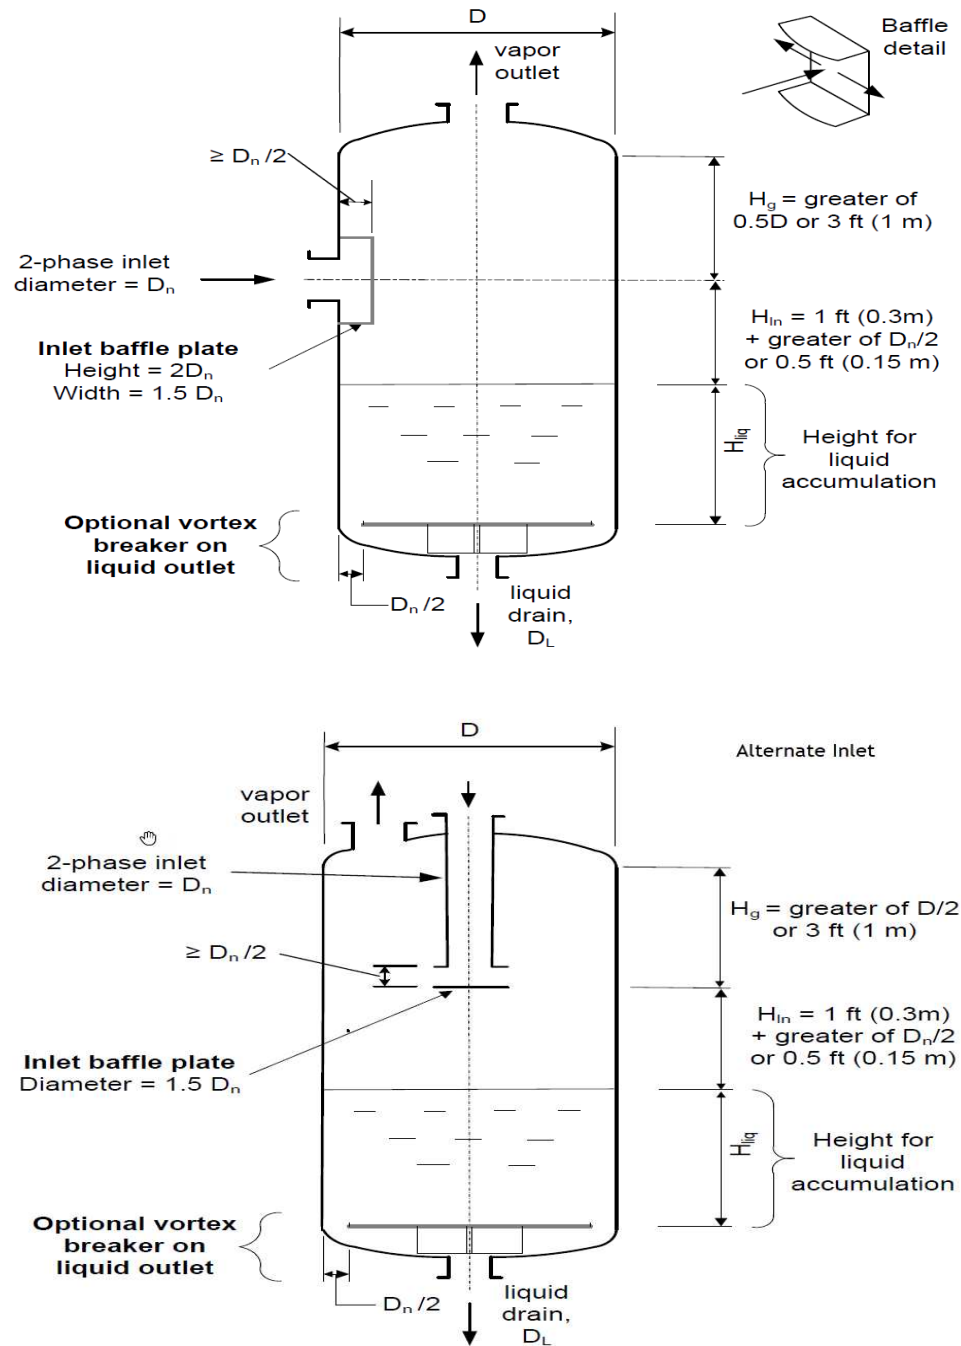 D
vapor
outlet
Baffle
detail
≥ Dn/2
Hg = greater of
0.5D or 3 ft (1 m)
2-phase inlet
diameter = Dn
Hln = 1 ft (0.3m)
+ greater of Dn/2
or 0.5 ft (0.15 m)
Inlet baffle plate
Height = 2Dn
Width = 1.5 Dn
Hliq
Height for
liquid
accumulation
Optional vortex
breaker on
liquid outlet
Dn/2
liquid
drain,
DL
D
Alternate Inlet
vapor
outlet
2-phase inlet
diameter = Dn
Hg = greater of D/2
or 3 ft (1 m)
≥ Dn/2
Hln = 1 ft (0.3m)
+ greater of Dn/2
or 0.5 ft (0.15 m)
Inlet baffle plate
Diameter = 1.5 Dn
Hliq
Height for
liquid
accumulation
Optional vortex
breaker on
liquid outlet
Dn/2
liquid
drain,
DL